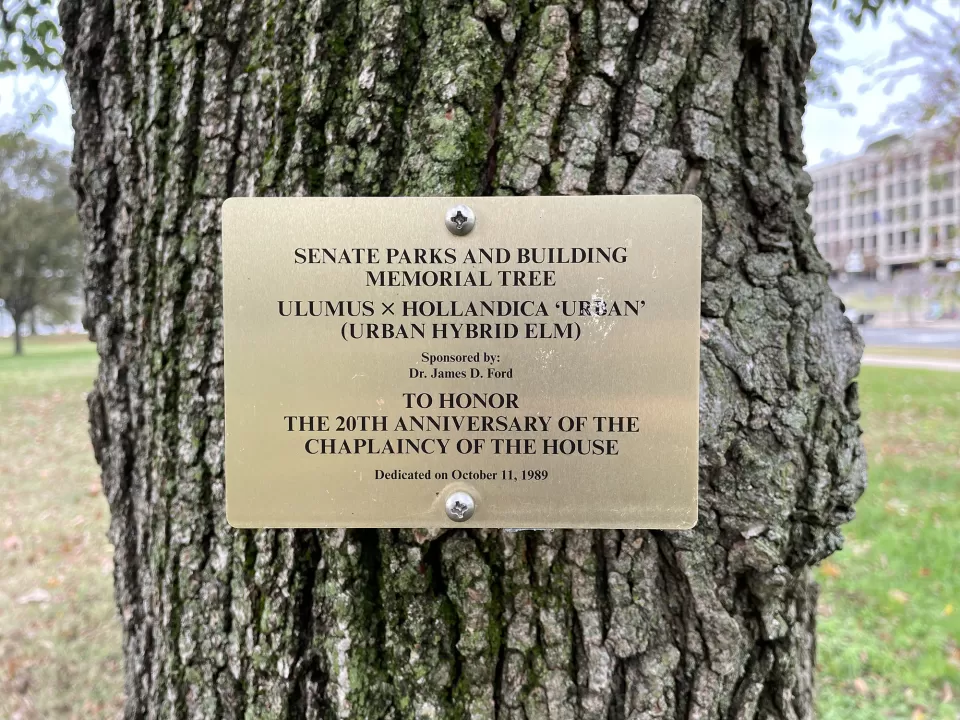 SENATE PARKS AND BUILDING
MEMORIAL TREE
ULUMUS × HOLLANDICA ‘URBAN’
(URBAN HYBRID ELM)
Sponsored by:
Dr. James D. Ford
TO HONOR
THE 20TH ANNIVERSARY OF THE
CHAPLAINCY OF THE HOUSE
Dedicated on October 11, 1989